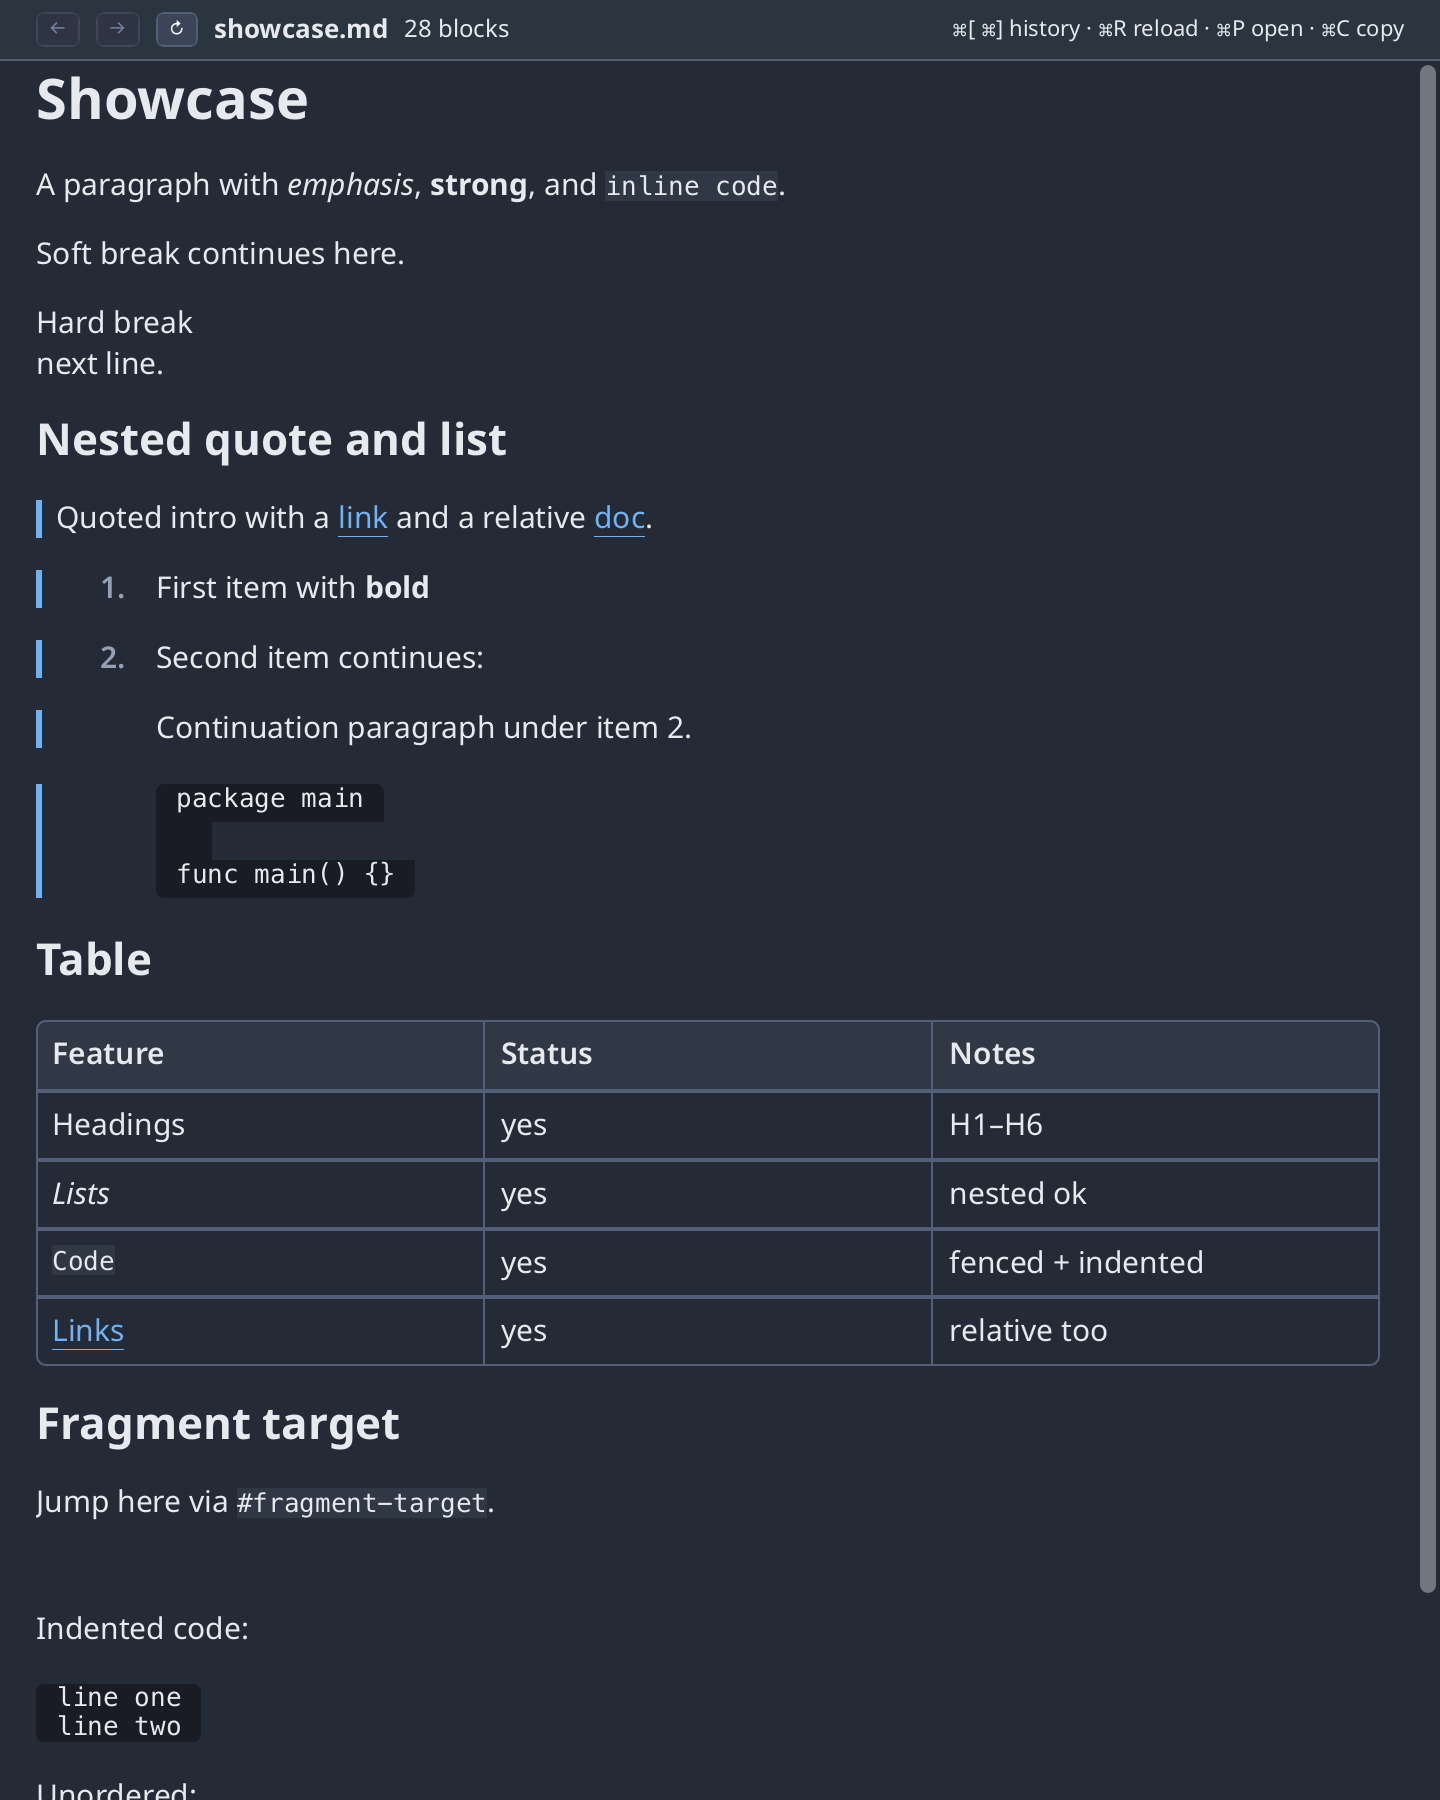 ← → ↻ showcase.md 28 blocks ⌘[ ⌘] history · ⌘R reload · ⌘P open · ⌘C copy
Showcase
A paragraph with emphasis, strong, and inline code.
Soft break continues here.
Hard break
next line.
Nested quote and list
Quoted intro with a link and a relative doc.
1. First item with bold
2. Second item continues:
Continuation paragraph under item 2.
package main
func main() {}
Table
Feature Status Notes
Headings yes H1–H6
Lists yes nested ok
Code yes fenced + indented
Links yes relative too
Fragment target
Jump here via #fragment-target.
Indented code:
line one
line two
Unordered: